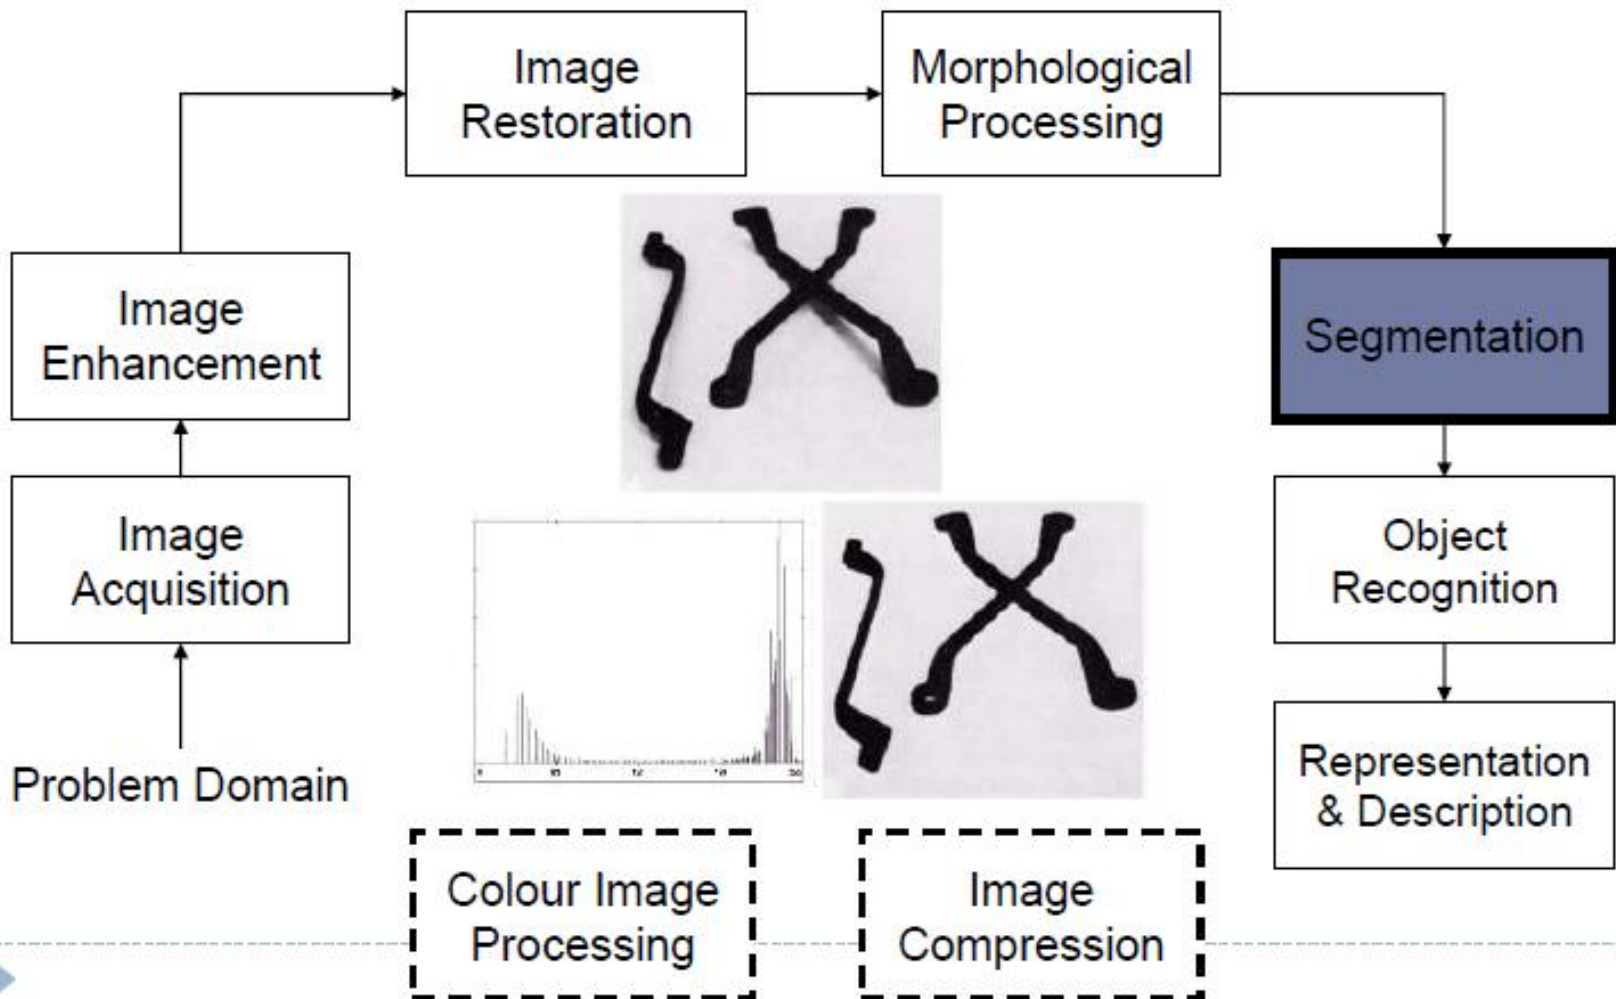 Image
Restoration
Morphological
Processing
Image
Enhancement
Segmentation
Image
Acquisition
Object
Recognition
Problem Domain
Representation
& Description
Colour Image
Processing
Image
Compression